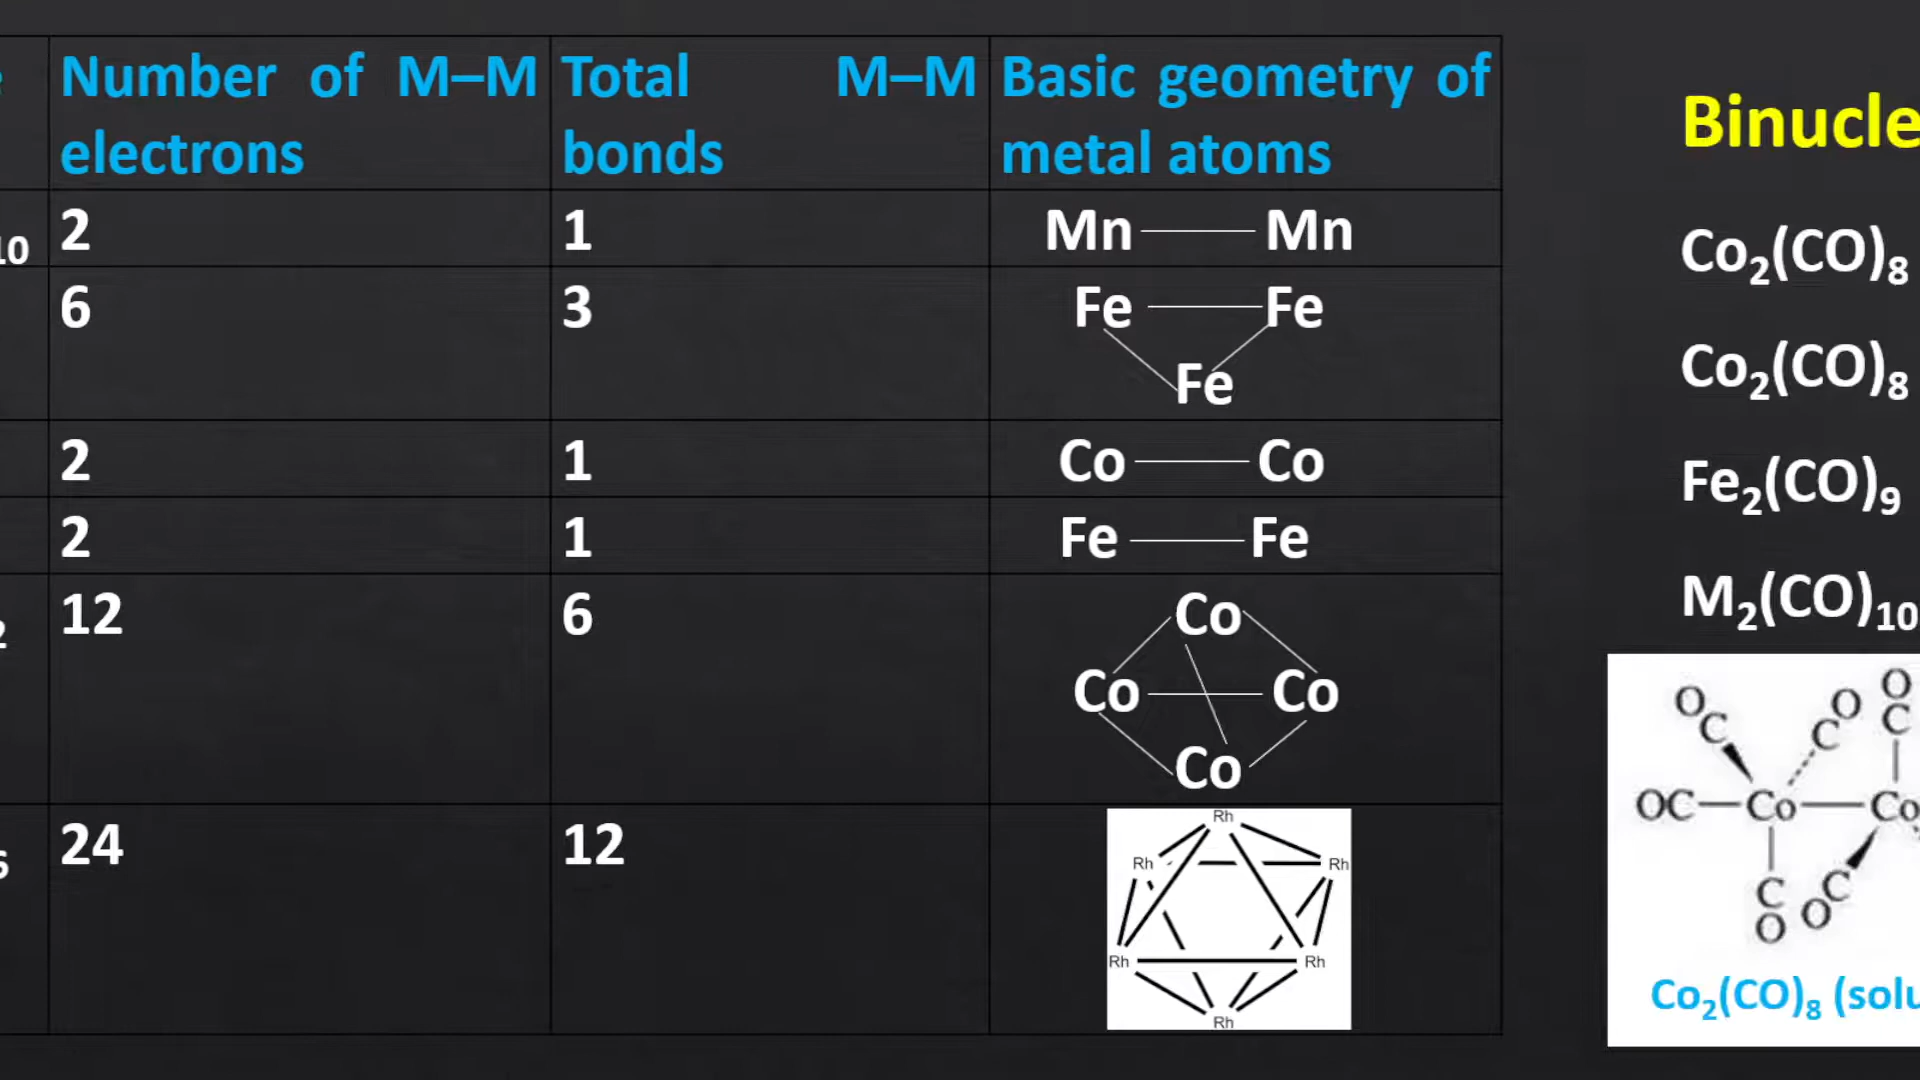 Number of M–M Total M–M Basic geometry of
electrons bonds metal atoms
10 2 1 Mn Mn
6 3 Fe Fe
Fe
2 1 Co Co
2 1 Fe Fe
2 12 6 Co
Co Co
Co
6 24 12 Rh
Rh Rh
Rh Rh
Rh
Binucle
Co₂(CO)₈
Co₂(CO)₈
Fe₂(CO)₉
M₂(CO)₁₀
O C C O O C
OC Co Co
C O O C
Co₂(CO)₈ (solu